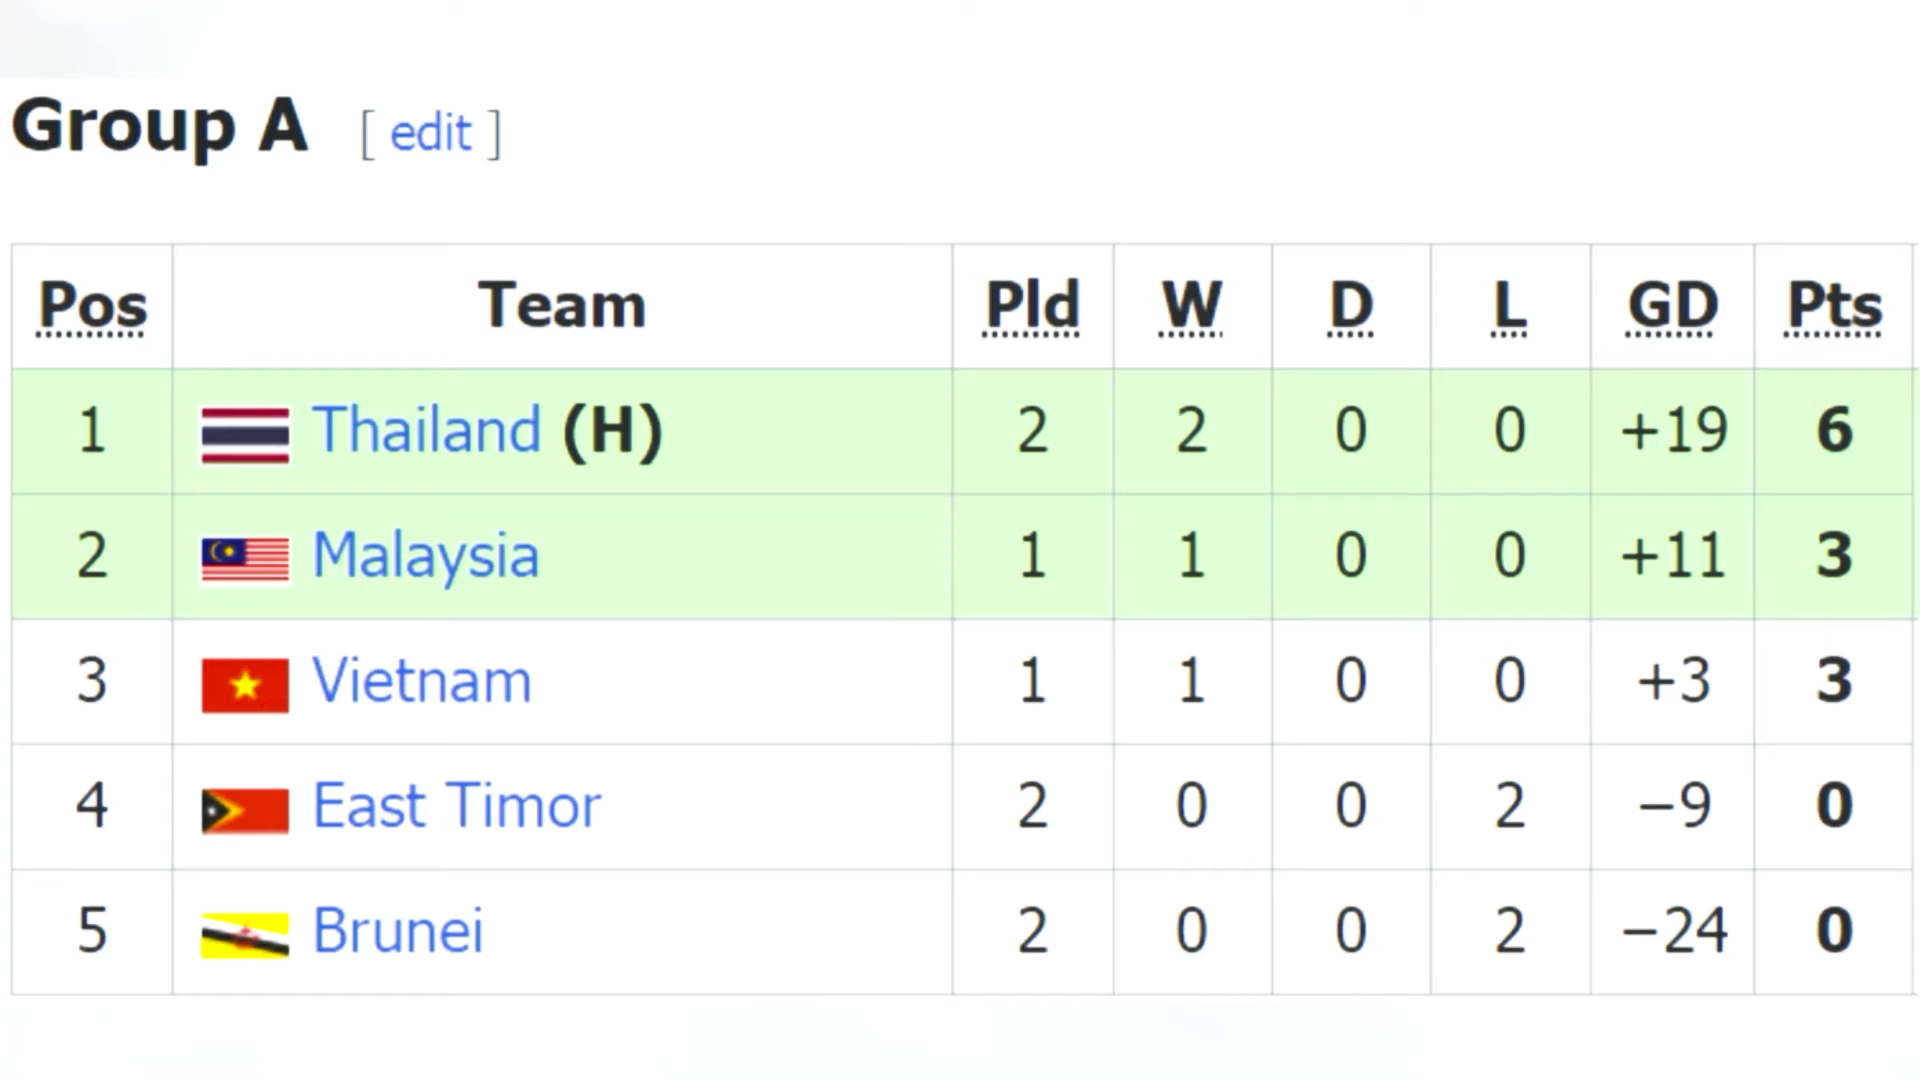 Group A [ edit ]
Pos Team Pld W D L GD Pts
1 Thailand (H) 2 2 0 0 +19 6
2 Malaysia 1 1 0 0 +11 3
3 Vietnam 1 1 0 0 +3 3
4 East Timor 2 0 0 2 −9 0
5 Brunei 2 0 0 2 −24 0